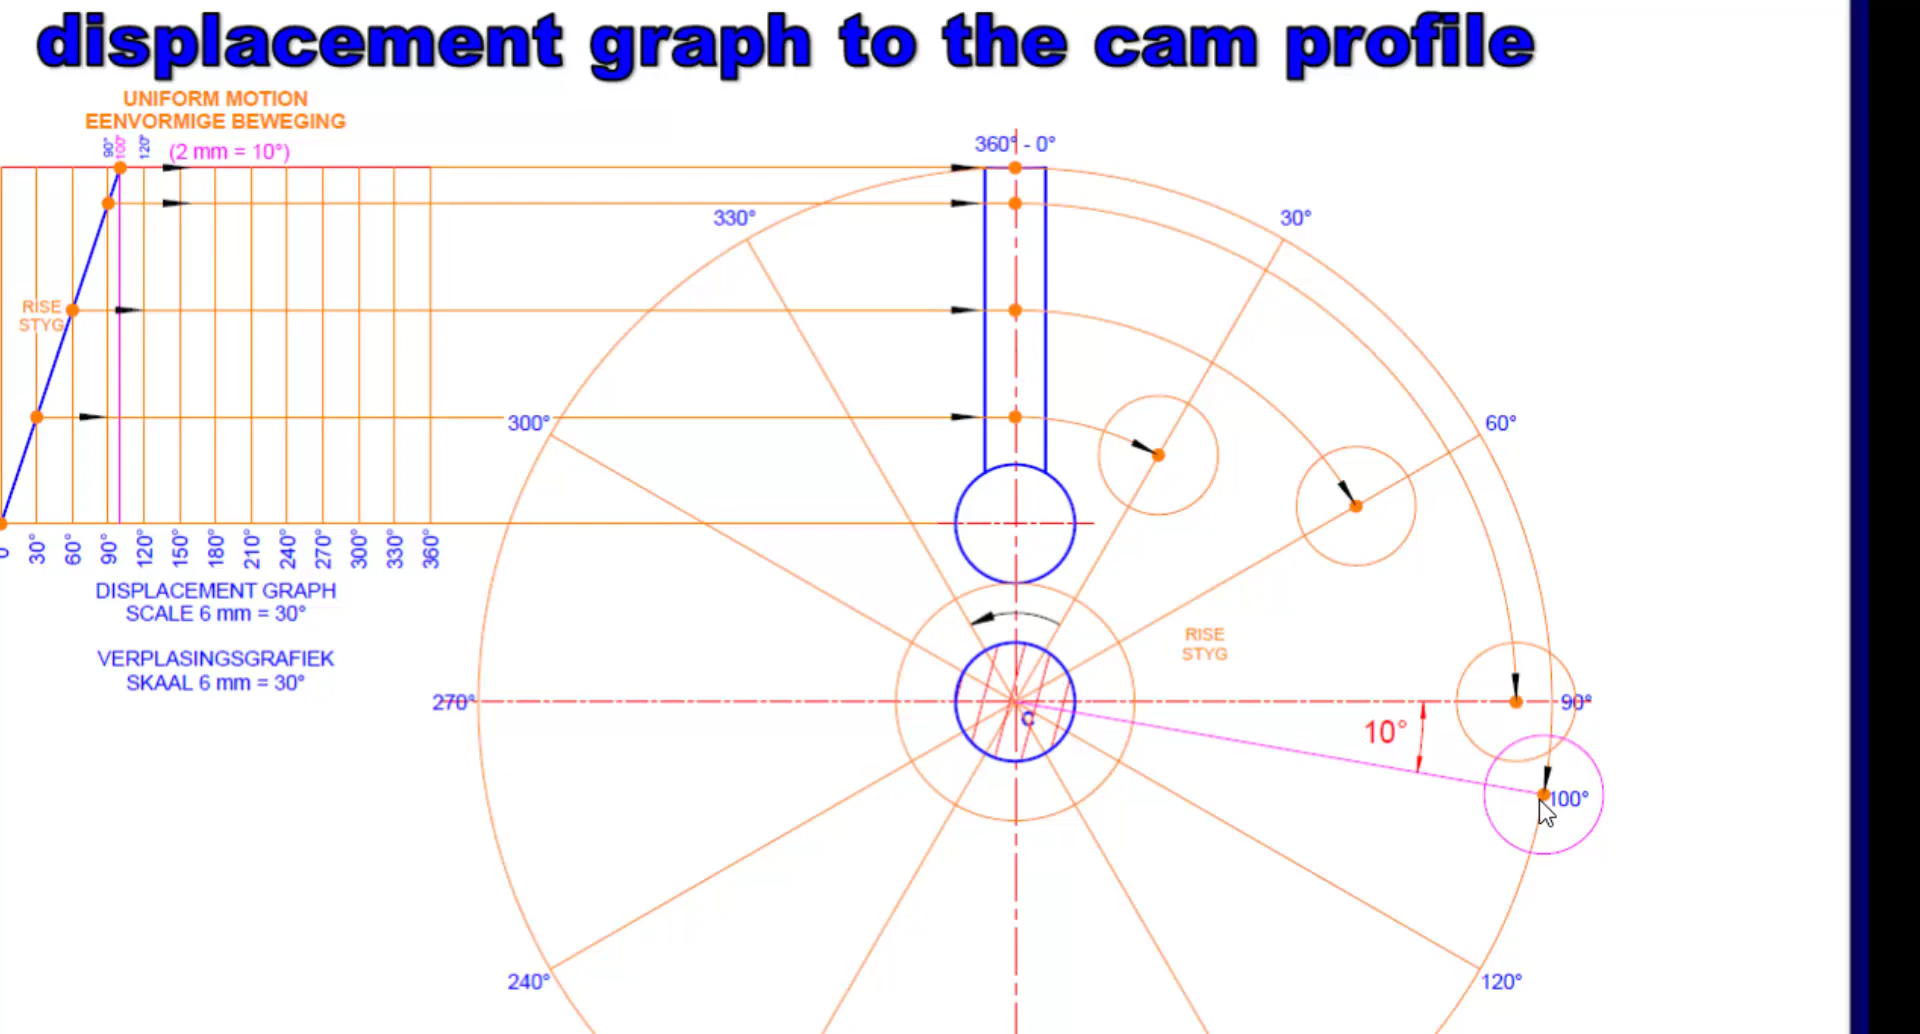 displacement graph to the cam profile
UNIFORM MOTION
EENVORMIGE BEWEGING
90°
100°
120°
(2 mm = 10°)
360° - 0°
330°
30°
RISE
STYG
300°
60°
0
30°
60°
90°
120°
150°
180°
210°
240°
270°
300°
330°
360°
DISPLACEMENT GRAPH
SCALE 6 mm = 30°
VERPLASINGSGRAFIEK
SKAAL 6 mm = 30°
RISE
STYG
270°
C
10°
90°
100°
240°
120°